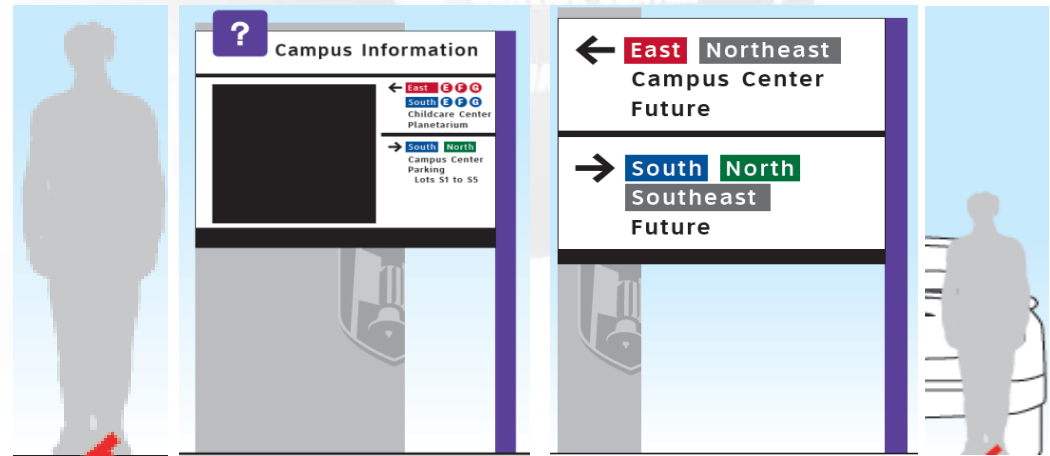 ?
Campus Information
← East E F G
South E F G
Childcare Center
Planetarium
→ South North
Campus Center
Parking
Lots S1 to S5
← East Northeast
Campus Center
Future
→ South North
Southeast
Future